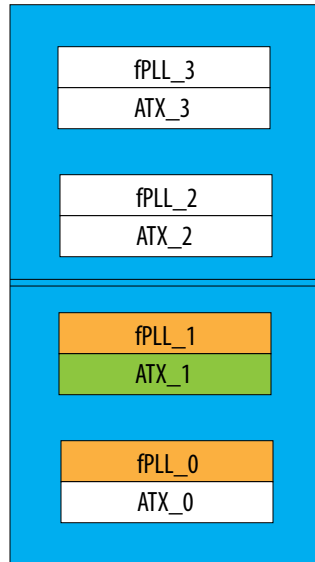 fPLL_3
ATX_3
fPLL_2
ATX_2
fPLL_1
ATX_1
fPLL_0
ATX_0